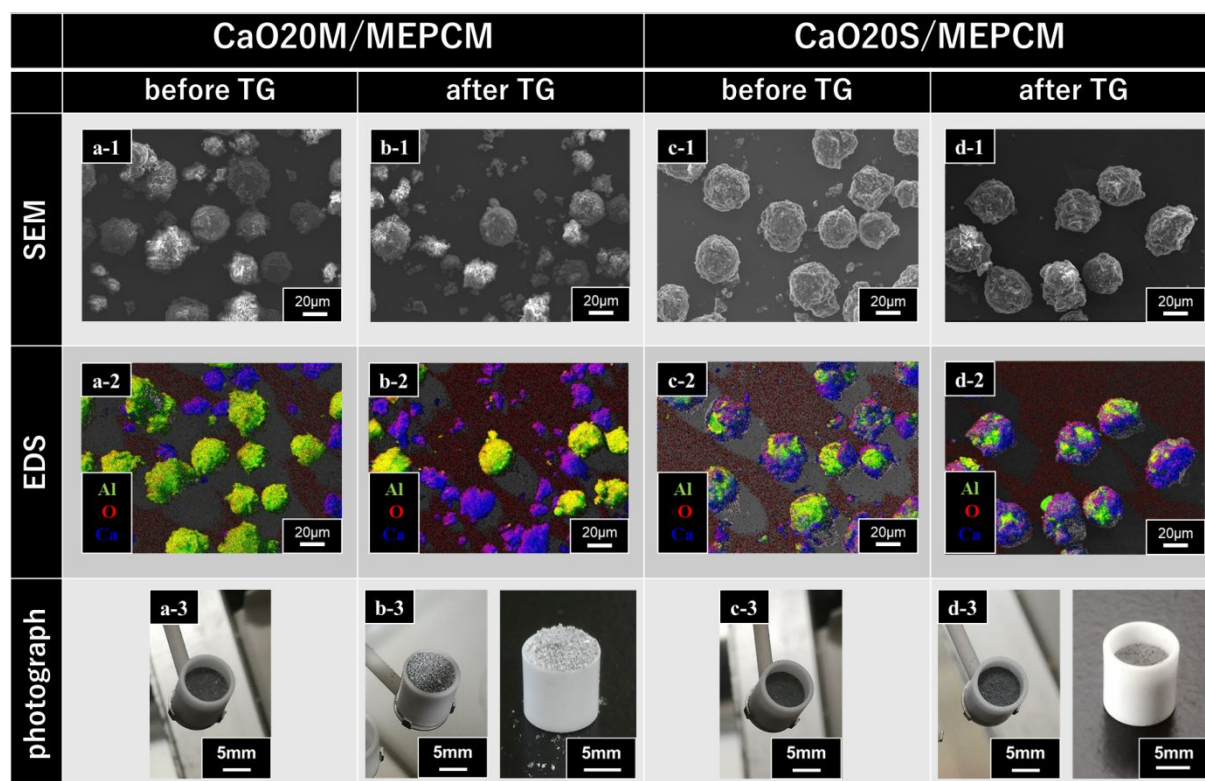 CaO20M/MEPCM
CaO20S/MEPCM
before TG
after TG
before TG
after TG
SEM
a-1
20μm
b-1
20μm
c-1
20μm
d-1
20μm
EDS
a-2
Al
O
Ca
20μm
b-2
Al
O
Ca
20μm
c-2
Al
O
Ca
20μm
d-2
Al
O
Ca
20μm
photograph
a-3
5mm
b-3
5mm
5mm
c-3
5mm
d-3
5mm
5mm